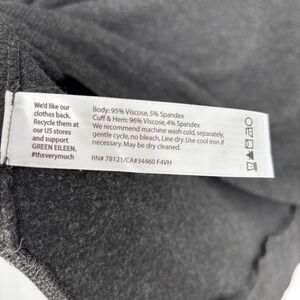 We'd like our
clothes back.
Recycle them at
our US stores
and support
GREEN EILEEN.
#thxverymuch
Body: 95% Viscose, 5% Spandex
Cuff & Hem: 96% Viscose, 4% Spandex
We recommend machine wash cold, separately,
gentle cycle, no bleach. Line dry. Use cool iron if
necessary. May be dry cleaned.
RN# 78121/CA#34460 F4VH